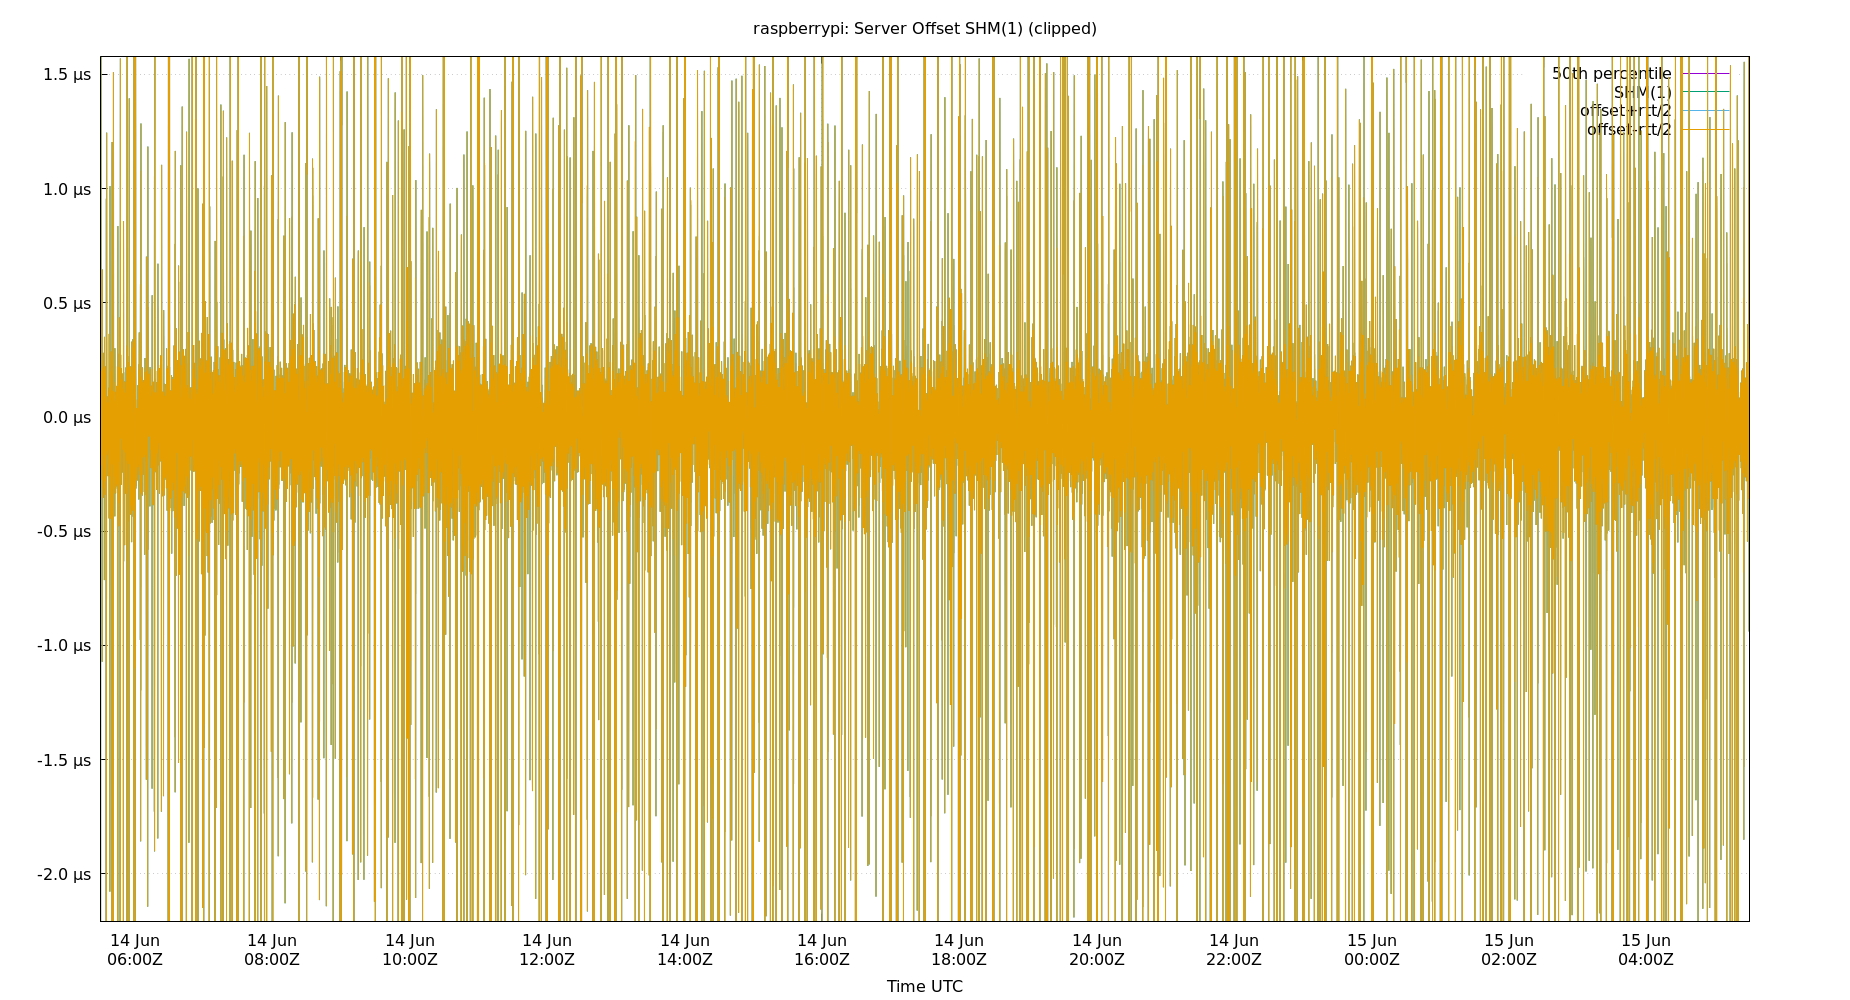 raspberrypi: Server Offset SHM(1) (clipped)
50th percentile
SHM(1)
offset+rtt/2
offset-rtt/2
1.5 µs
1.0 µs
0.5 µs
0.0 µs
-0.5 µs
-1.0 µs
-1.5 µs
-2.0 µs
14 Jun 14 Jun 14 Jun 14 Jun 14 Jun 14 Jun 14 Jun 14 Jun 14 Jun 15 Jun 15 Jun 15 Jun
06:00Z 08:00Z 10:00Z 12:00Z 14:00Z 16:00Z 18:00Z 20:00Z 22:00Z 00:00Z 02:00Z 04:00Z
Time UTC